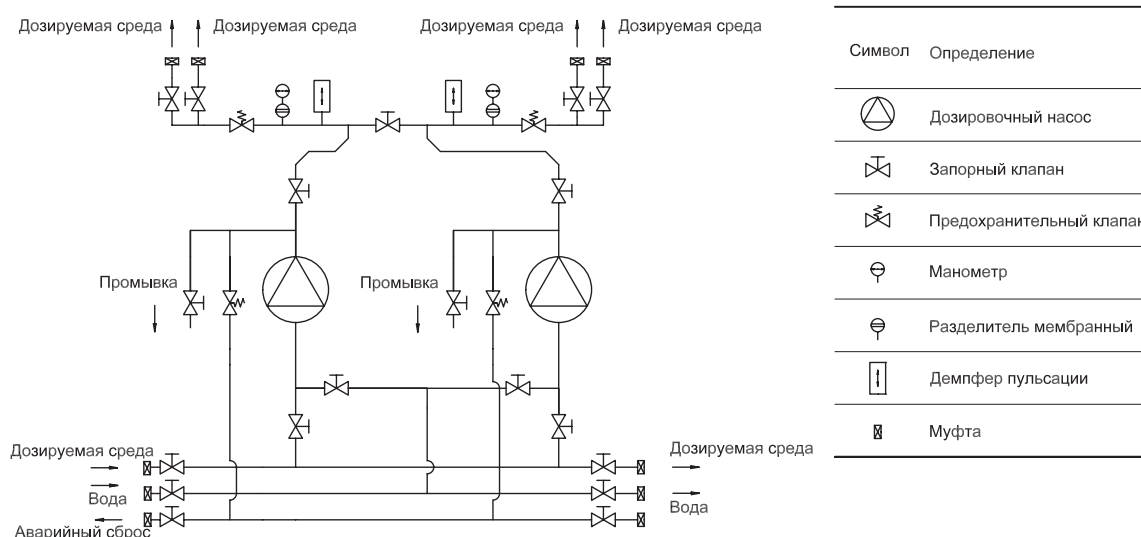 Дозируемая среда
Дозируемая среда
Дозируемая среда
Дозируемая среда
Промывка
Промывка
Дозируемая среда
Вода
Аварийный сброс
Дозируемая среда
Вода
Символ Определение
Дозировочный насос
Запорный клапан
Предохранительный клапан
Манометр
Разделитель мембранный
Демпфер пульсации
Муфта